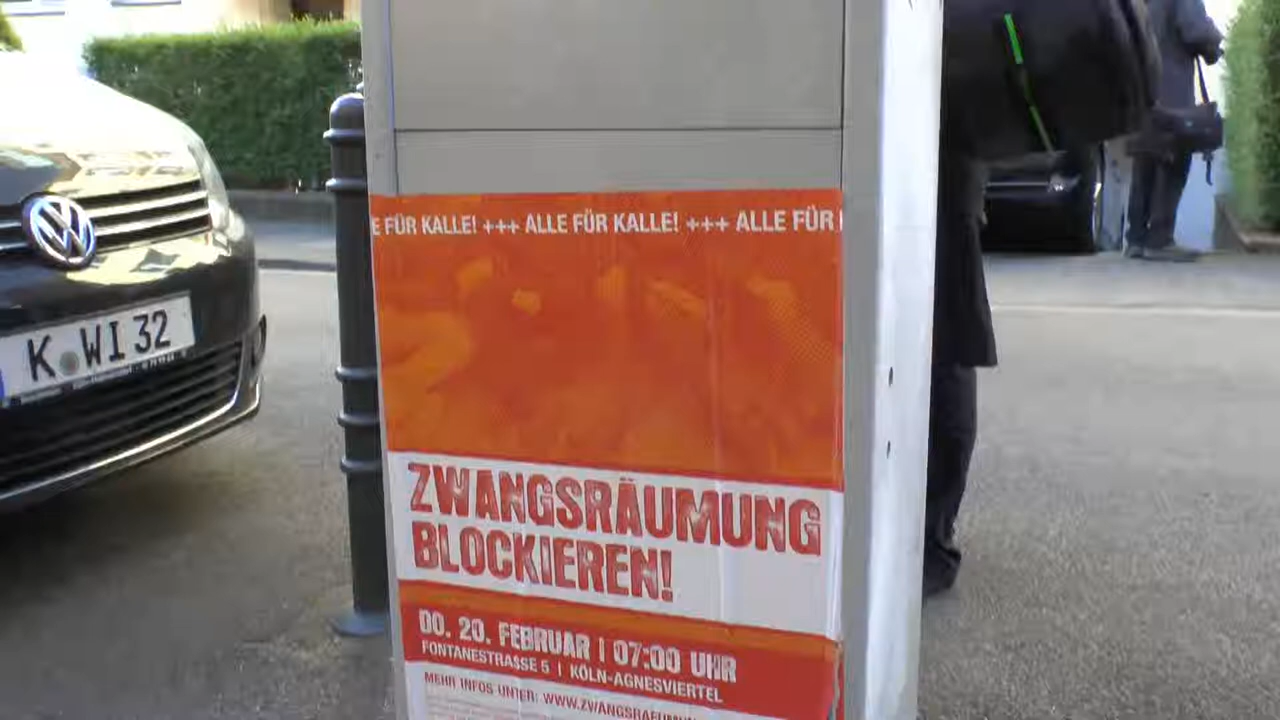 E FÜR KALLE! +++ ALLE FÜR KALLE! +++ ALLE FÜR
ZWANGSRÄUMUNG
BLOCKIEREN!
DO. 20. FEBRUAR | 07:00 UHR
FONTANESTRASSE 5 | KÖLN-AGNESVIERTEL
MEHR INFOS UNTER: WWW.ZWANGSRAEUMUN
K WI 32